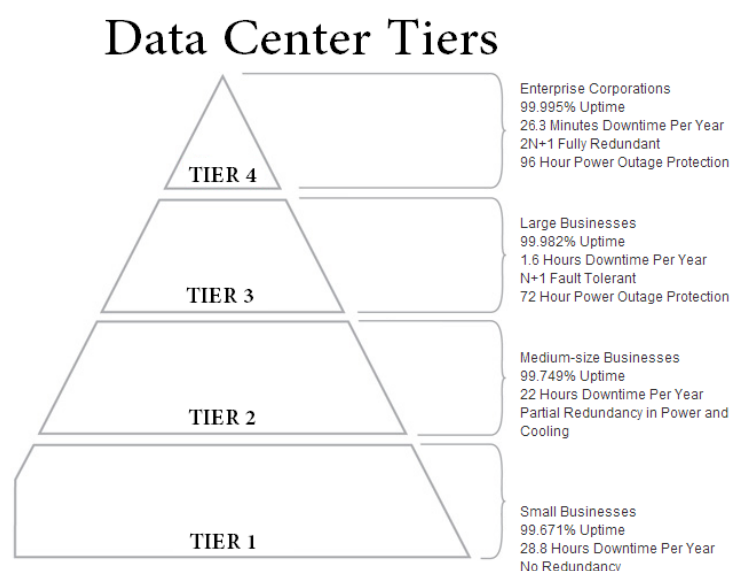 Data Center Tiers
TIER 4
Enterprise Corporations
99.995% Uptime
26.3 Minutes Downtime Per Year
2N+1 Fully Redundant
96 Hour Power Outage Protection
TIER 3
Large Businesses
99.982% Uptime
1.6 Hours Downtime Per Year
N+1 Fault Tolerant
72 Hour Power Outage Protection
TIER 2
Medium-size Businesses
99.749% Uptime
22 Hours Downtime Per Year
Partial Redundancy in Power and
Cooling
TIER 1
Small Businesses
99.671% Uptime
28.8 Hours Downtime Per Year
No Redundancy